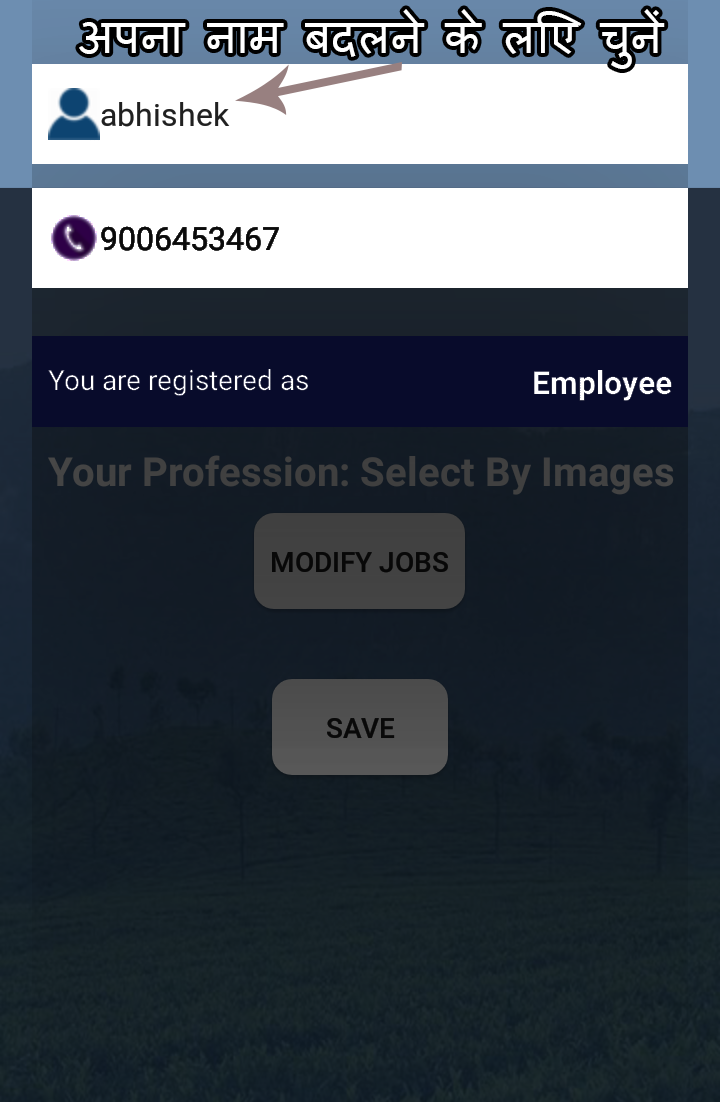 अपना नाम बदलने के लिए चुनें
abhishek
9006453467
You are registered as Employee
Your Profession: Select By Images
MODIFY JOBS
SAVE